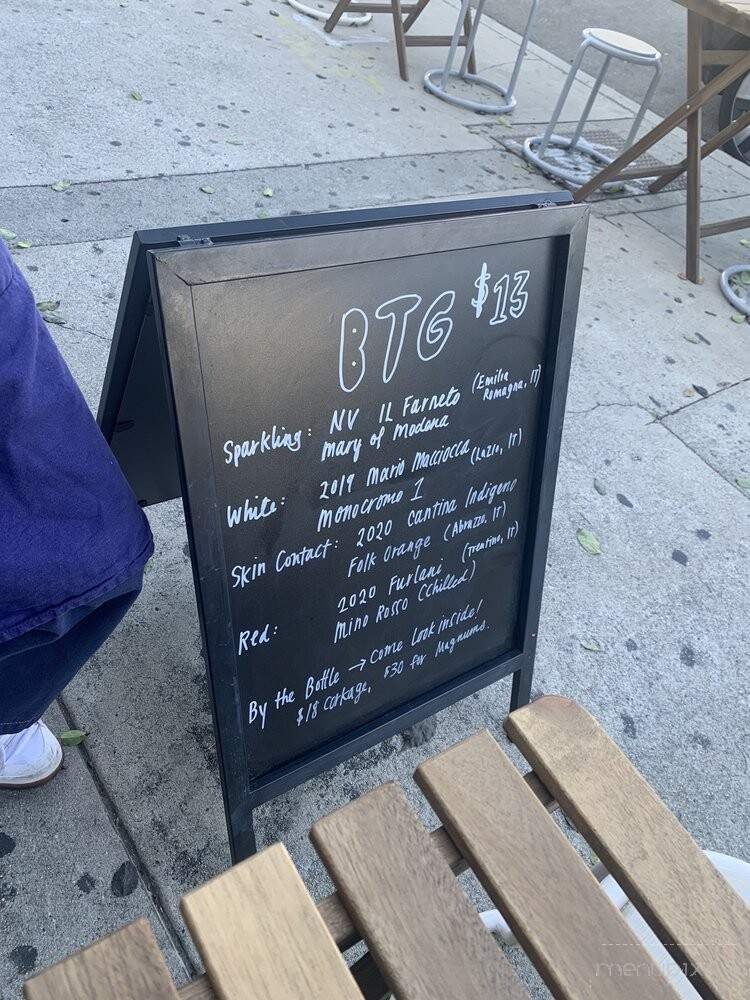 BTG $13
Sparkling: NV IL Farneto (Emilia Romagna, IT)
Mary of Modena
White: 2019 Mario Macciocca (Lazio, IT)
Monocromo 1
Skin Contact: 2020 Cantina Indigeno
Folk Orange (Abruzzo, IT)
Red: 2020 Furlani (Trentino, IT)
Mino Rosso (Chilled)
By the Bottle → Come look inside!
$18 corkage, $30 for Magnums.